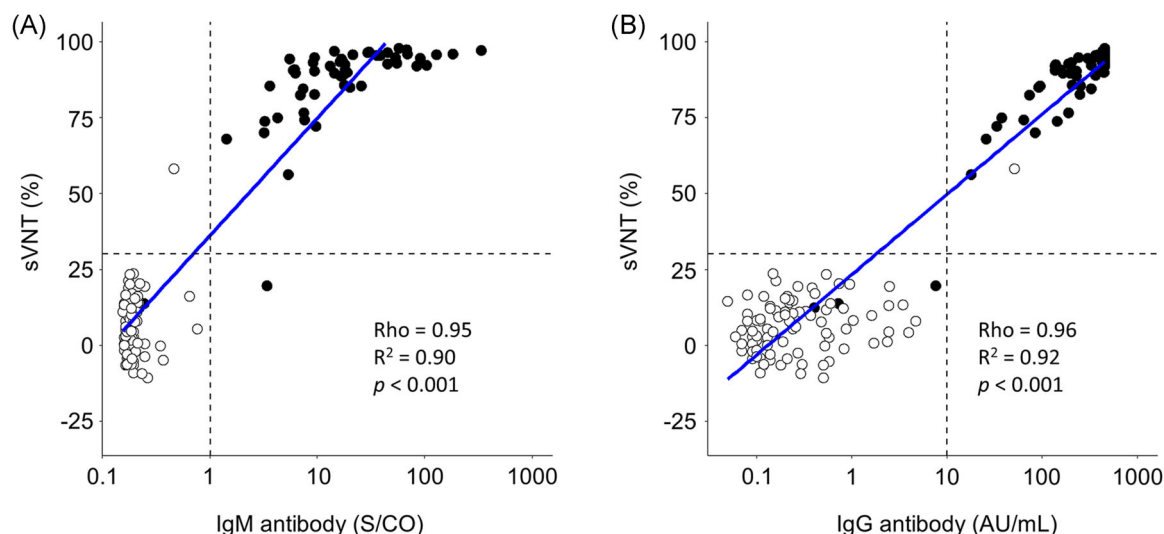 (A)
100
75
50
25
0
-25
sVNT (%)
Rho = 0.95
R² = 0.90
p < 0.001
0.1 1 10 100 1000
IgM antibody (S/CO)
(B)
100
75
50
25
0
-25
sVNT (%)
Rho = 0.96
R² = 0.92
p < 0.001
0.1 1 10 100 1000
IgG antibody (AU/mL)